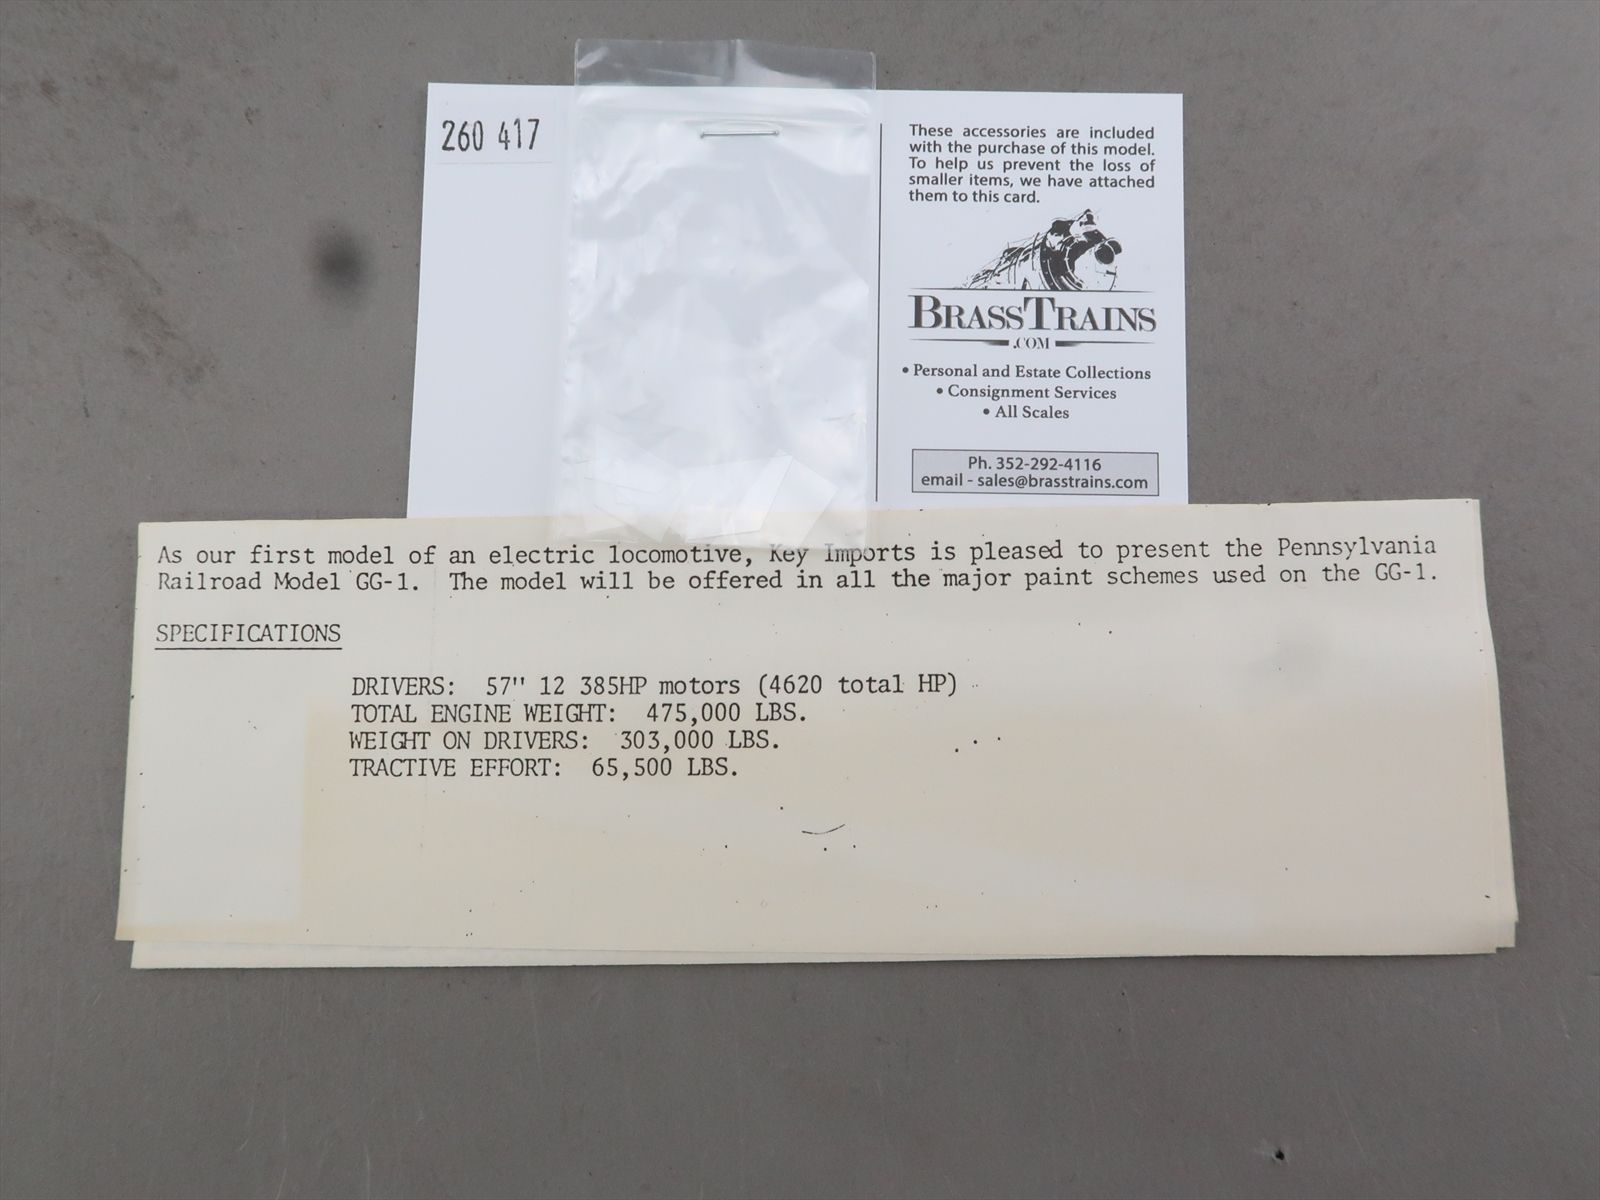 260 417
These accessories are included
with the purchase of this model.
To help us prevent the loss of
smaller items, we have attached
them to this card.
BRASSTRAINS
.COM
• Personal and Estate Collections
• Consignment Services
• All Scales
Ph. 352-292-4116
email - sales@brasstrains.com
As our first model of an electric locomotive, Key Imports is pleased to present the Pennsylvania
Railroad Model GG-1. The model will be offered in all the major paint schemes used on the GG-1.
SPECIFICATIONS
DRIVERS: 57" 12 385HP motors (4620 total HP)
TOTAL ENGINE WEIGHT: 475,000 LBS.
WEIGHT ON DRIVERS: 303,000 LBS.
TRACTIVE EFFORT: 65,500 LBS.